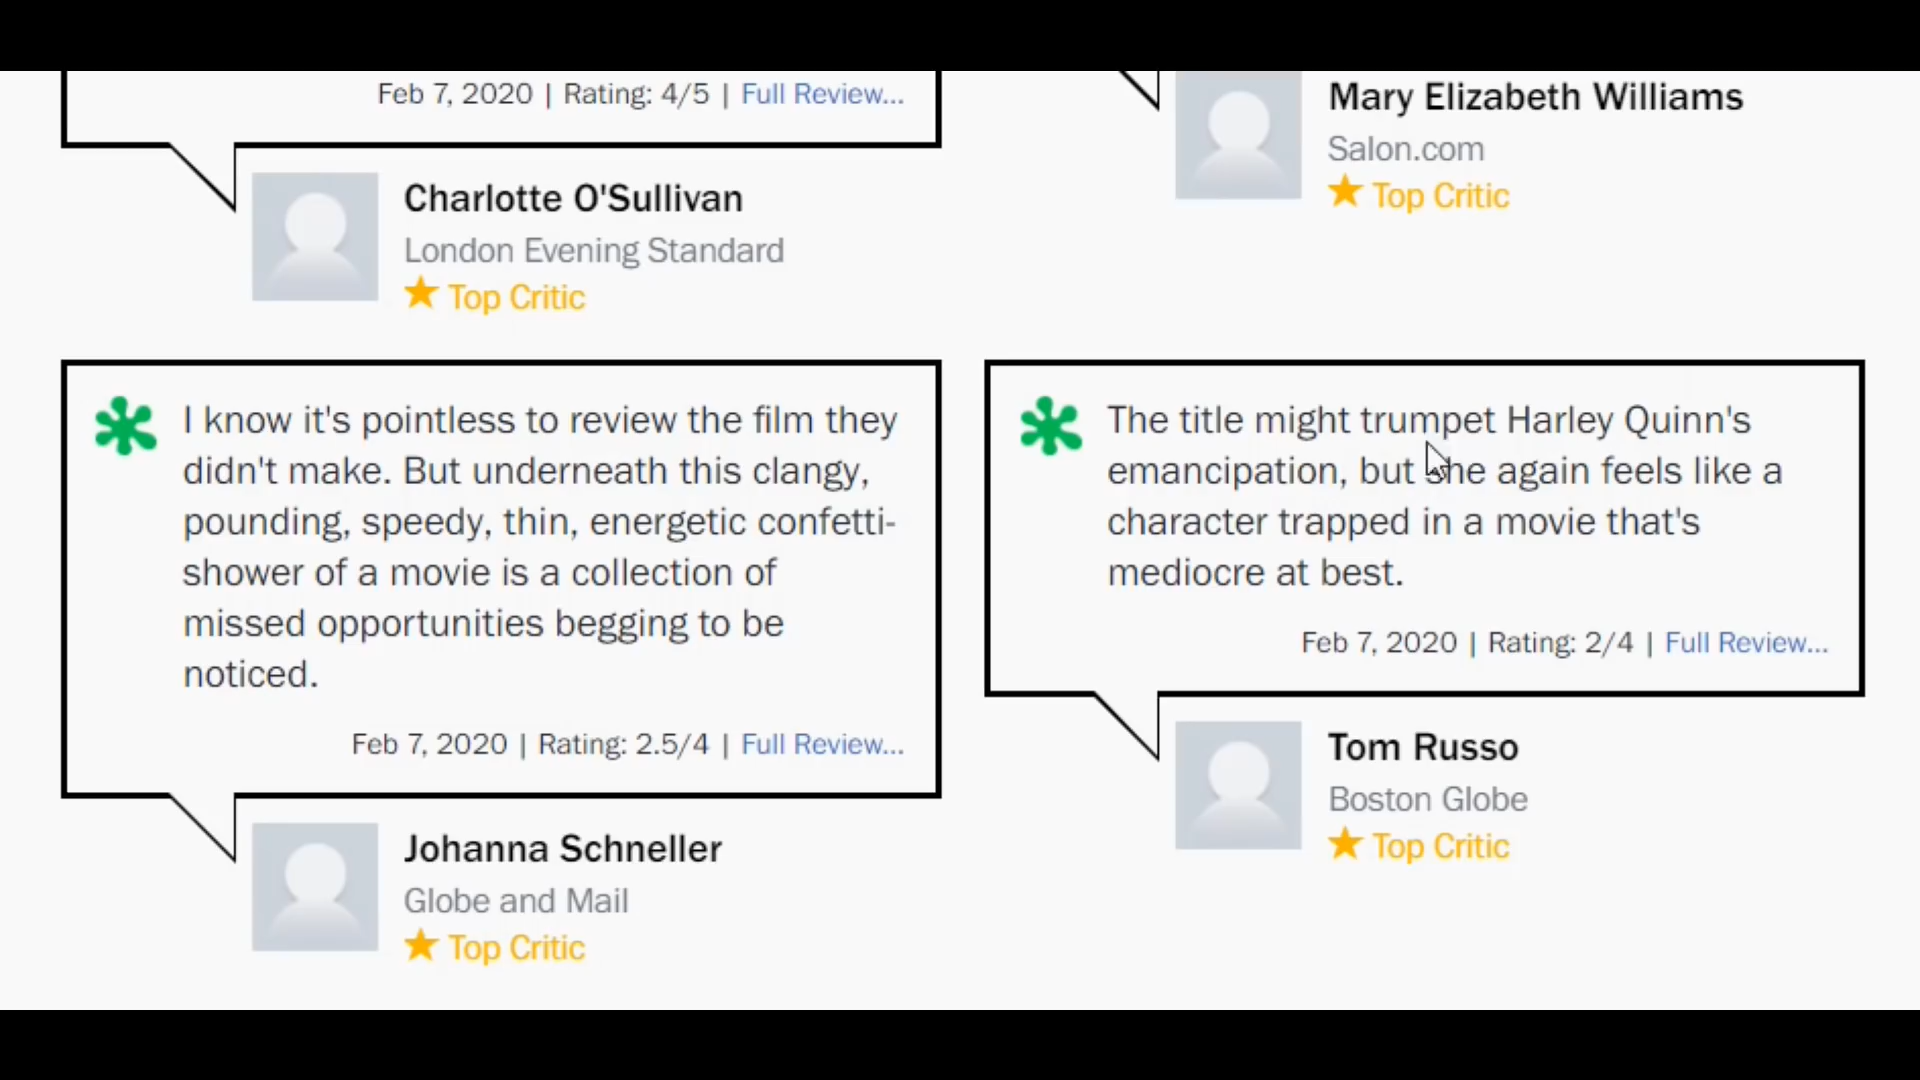 Feb 7, 2020 | Rating: 4/5 | Full Review...
Charlotte O'Sullivan
London Evening Standard
Top Critic
Mary Elizabeth Williams
Salon.com
Top Critic
I know it's pointless to review the film they
didn't make. But underneath this clangy,
pounding, speedy, thin, energetic confetti-
shower of a movie is a collection of
missed opportunities begging to be
noticed.
Feb 7, 2020 | Rating: 2.5/4 | Full Review...
Johanna Schneller
Globe and Mail
Top Critic
The title might trumpet Harley Quinn's
emancipation, but she again feels like a
character trapped in a movie that's
mediocre at best.
Feb 7, 2020 | Rating: 2/4 | Full Review...
Tom Russo
Boston Globe
Top Critic